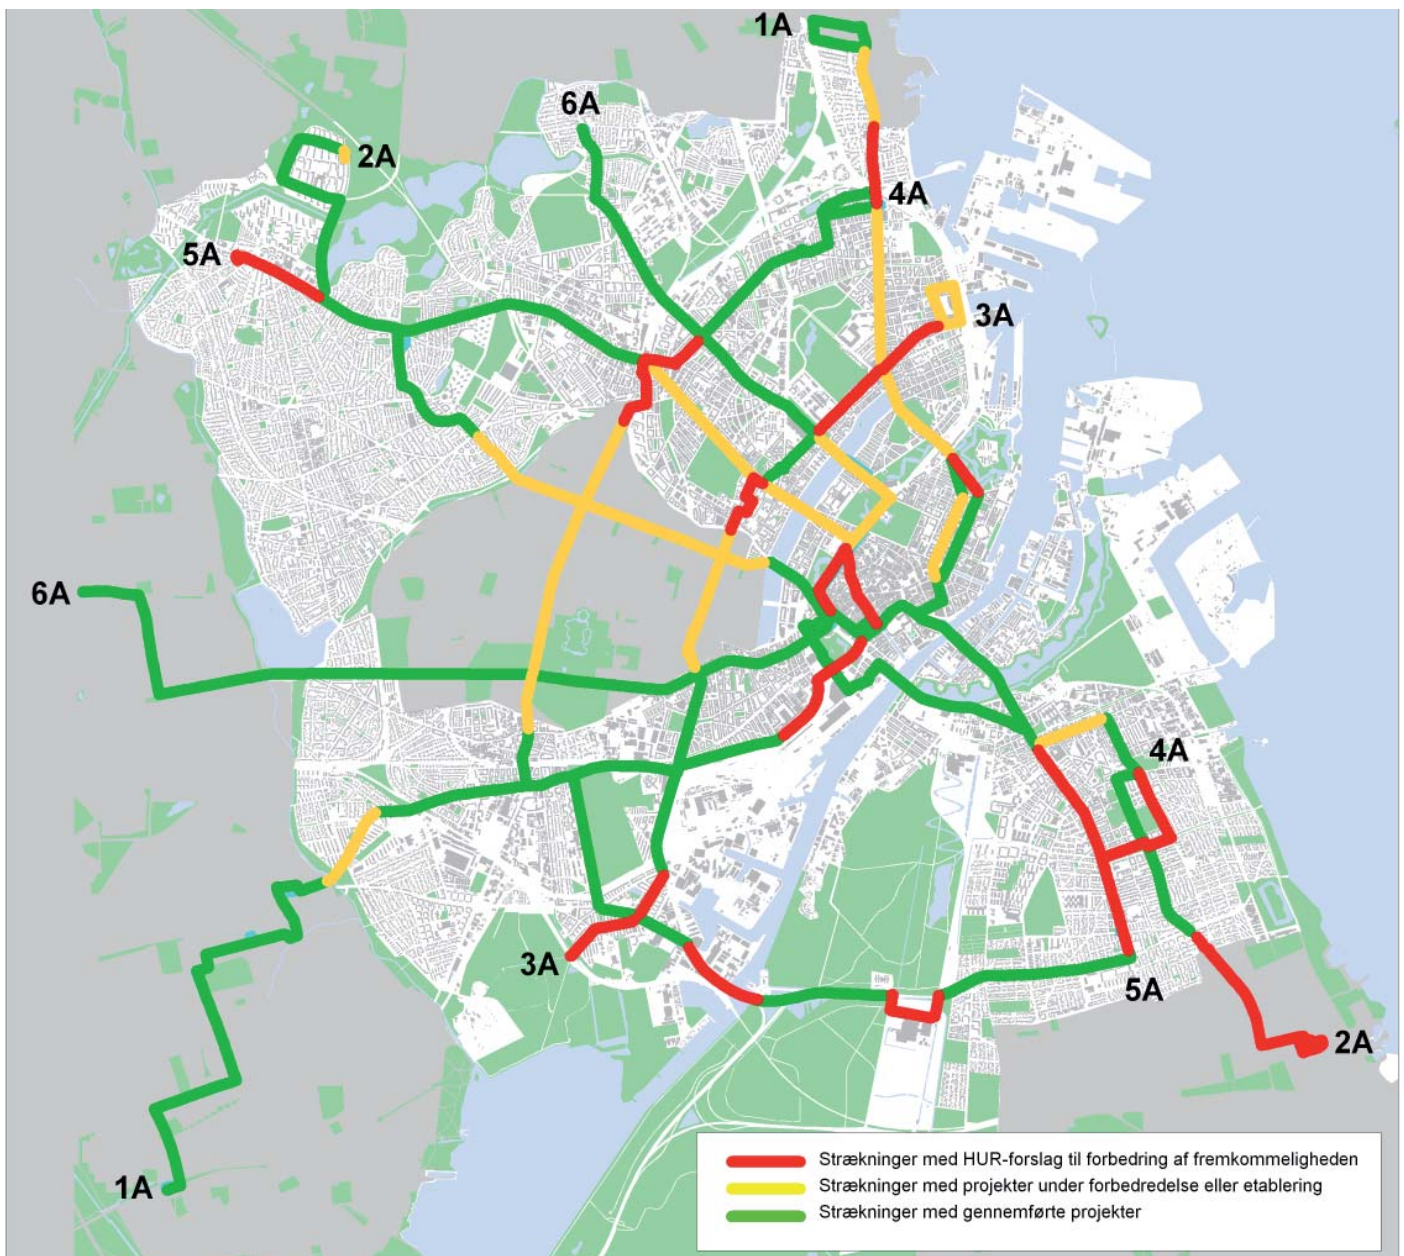 1A
6A
2A
4A
5A
3A
6A
4A
3A
5A
2A
1A
Strækninger med HUR-forslag til forbedring af fremkommeligheden
Strækninger med projekter under forbedredelse eller etablering
Strækninger med gennemførte projekter